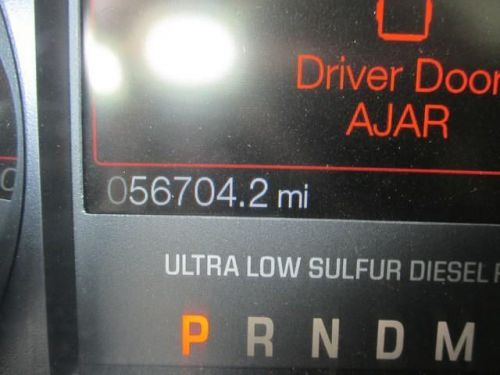 Driver Door
AJAR
056704.2 mi
ULTRA LOW SULFUR DIESEL
P R N D M